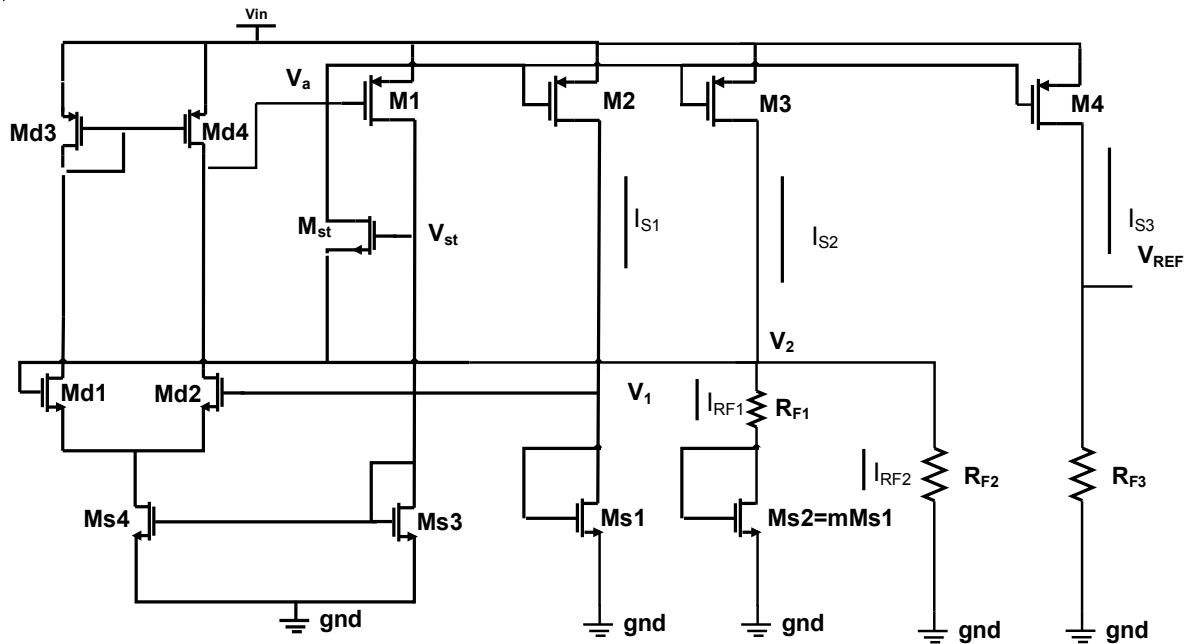 Vin
Va
M1
M2
M3
M4
Md3
Md4
Mst
Vst
IS1
IS2
IS3
VREF
V2
Md1
Md2
V1
IRF1
RF1
IRF2
RF2
RF3
Ms4
Ms3
Ms1
Ms2=mMs1
gnd
gnd
gnd
gnd
gnd